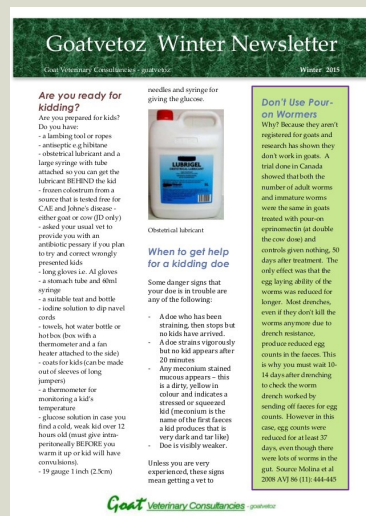 Goatvetoz Winter Newsletter
Goat Veterinary Consultancies - goatvetoz
Winter 2015
Are you ready for
kidding?
Are you prepared for kids?
Do you have:
- a lambing tool or ropes
- antiseptic e.g hibitane
- obstetrical lubricant and a
large syringe with tube
attached so you can get the
lubricant BEHIND the kid
- frozen colostrum from a
source that is tested free for
CAE and Johne's disease -
either goat or cow (JD only)
- asked your usual vet to
provide you with an
antibiotic pessary if you plan
to try and correct wrongly
presented kids
- long gloves i.e. AI gloves
- a stomach tube and 60ml
syringe
- a suitable teat and bottle
- iodine solution to dip navel
cords
- towels, hot water bottle or
hot box (box with a
thermometer and a fan
heater attached to the side)
- coats for kids (can be made
out of sleeves of long
jumpers)
- a thermometer for
monitoring a kid's
temperature
- glucose solution in case you
find a cold, weak kid over 12
hours old (must give intra-
peritoneally BEFORE you
warm it up or kid will have
convulsions).
- 19 gauge 1 inch (2.5cm)
needles and syringe for
giving the glucose.
LUBRIGEL
Obstetrical lubricant
When to get help
for a kidding doe
Some danger signs that
your doe is in trouble are
any of the following:
- A doe who has been
straining, then stops but
no kids have arrived.
- A doe strains vigorously
but no kid appears after
20 minutes
- Any meconium stained
mucous appears – this
is a dirty, yellow in
colour and indicates a
stressed or squeezed
kid (meconium is the
name of the first faeces
a kid produces that is
very dark and tar like)
- Doe is visibly weaker.
Unless you are very
experienced, these signs
mean getting a vet to
Don't Use Pour-
on Wormers
Why? Because they aren't
registered for goats and
research has shown they
don't work in goats. A
trial done in Canada
showed that both the
number of adult worms
and immature worms
were the same in goats
treated with pour-on
eprinomectin (at double
the cow dose) and
controls given nothing, 50
days after treatment. The
only effect was that the
egg laying ability of the
worms was reduced for
longer. Most drenches,
even if they don't kill the
worms anymore due to
drench resistance,
produce reduced egg
counts in the faeces. This
is why you must wait 10-
14 days after drenching
to check the worm
drench worked by
sending off faeces for egg
counts. However in this
case, egg counts were
reduced for at least 37
days, even though there
were lots of worms in the
gut. Source Molina et al
2008 AVJ 86 (11): 444-445
Goat Veterinary Consultancies - goatvetoz